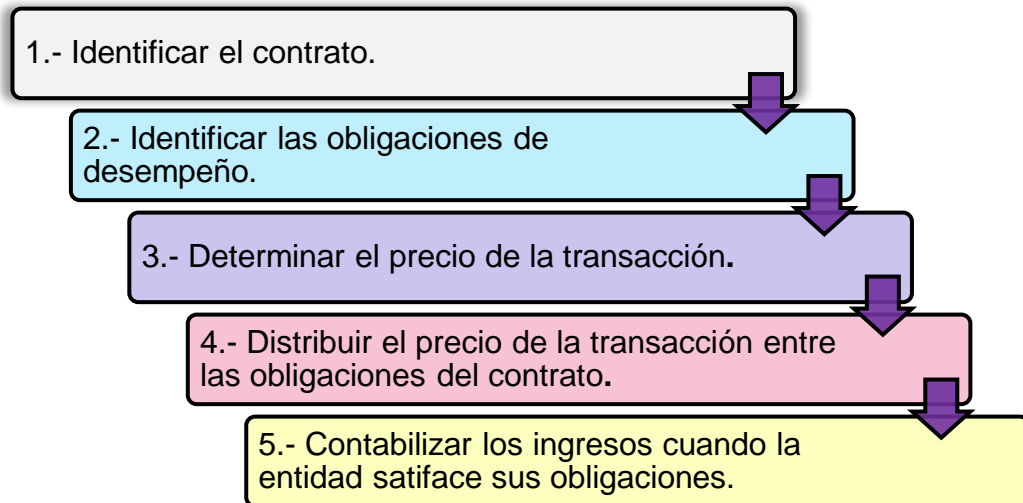 1.- Identificar el contrato.
2.- Identificar las obligaciones de
desempeño.
3.- Determinar el precio de la transacción.
4.- Distribuir el precio de la transacción entre
las obligaciones del contrato.
5.- Contabilizar los ingresos cuando la
entidad satiface sus obligaciones.